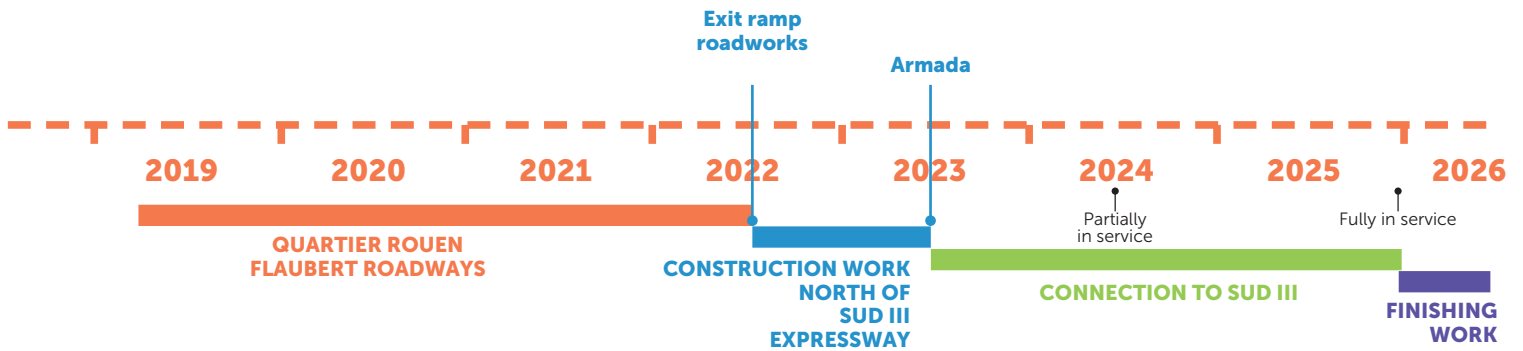 Exit ramp
roadworks
Armada
2019
2020
2021
2022
2023
2024
2025
2026
Partially
in service
Fully in service
QUARTIER ROUEN
FLAUBERT ROADWAYS
CONSTRUCTION WORK
NORTH OF
SUD III
EXPRESSWAY
CONNECTION TO SUD III
FINISHING
WORK